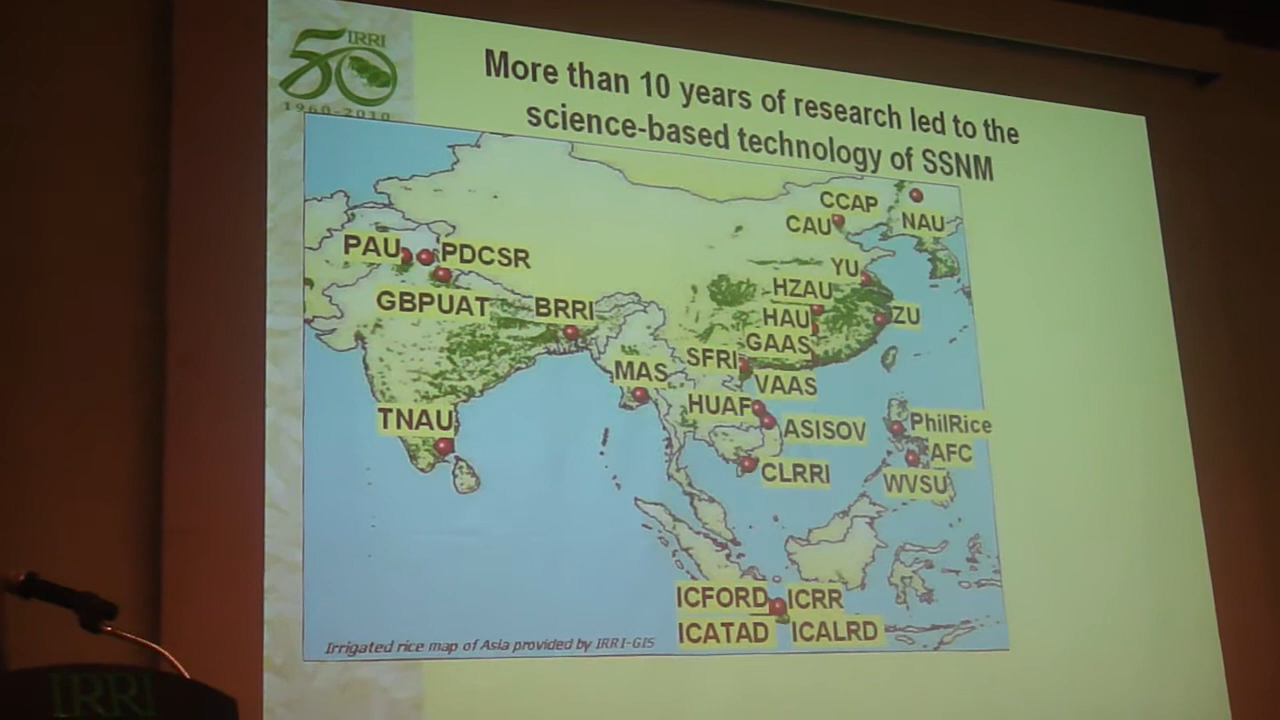 IRRI
50
1960-2010
More than 10 years of research led to the
science-based technology of SSNM
CCAP
CAU
NAU
PAU
PDCSR
YU
GBPUAT
BRRI
HZAU
HAU
ZU
GAAS
SFRI
MAS
VAAS
HUAF
TNAU
ASISOV
PhilRice
AFC
CLRRI
WVSU
ICFORD
ICRR
ICATAD
ICALRD
Irrigated rice map of Asia provided by IRRI-GIS
IRRI